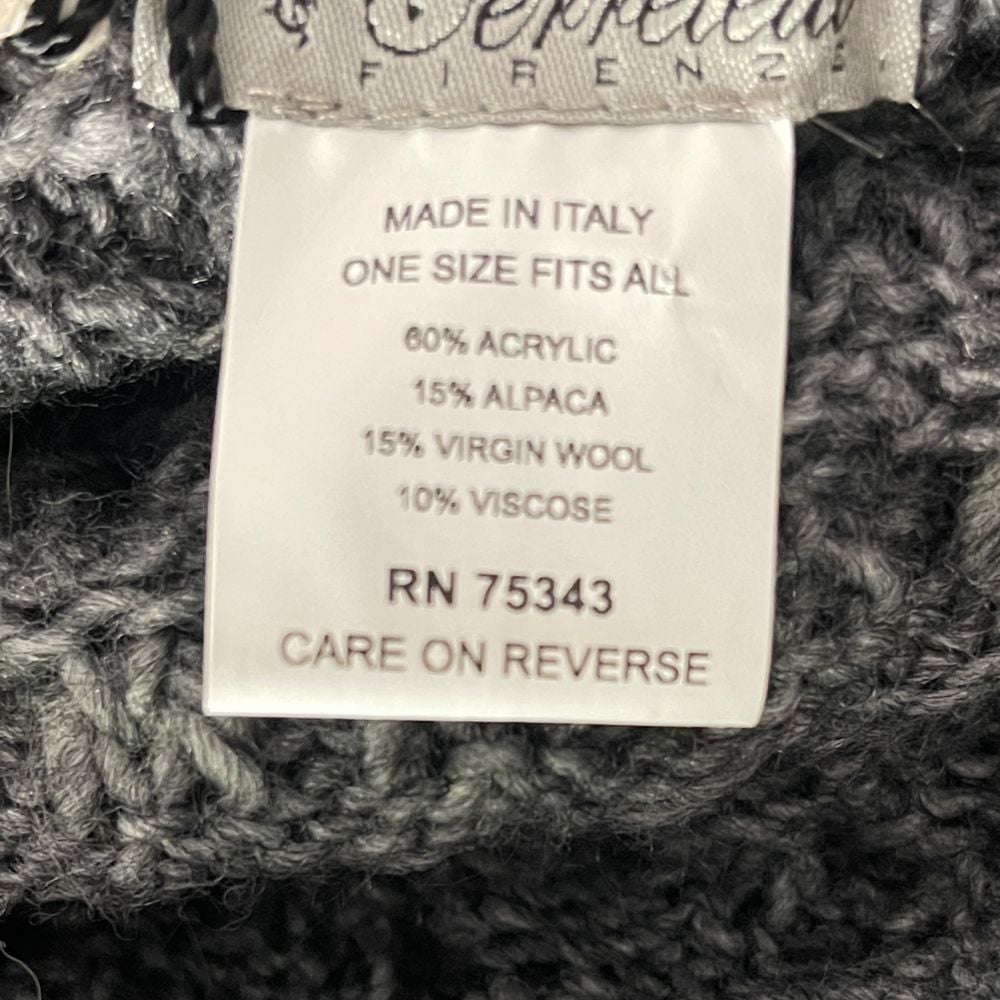 FIRENZE
MADE IN ITALY
ONE SIZE FITS ALL
60% ACRYLIC
15% ALPACA
15% VIRGIN WOOL
10% VISCOSE
RN 75343
CARE ON REVERSE